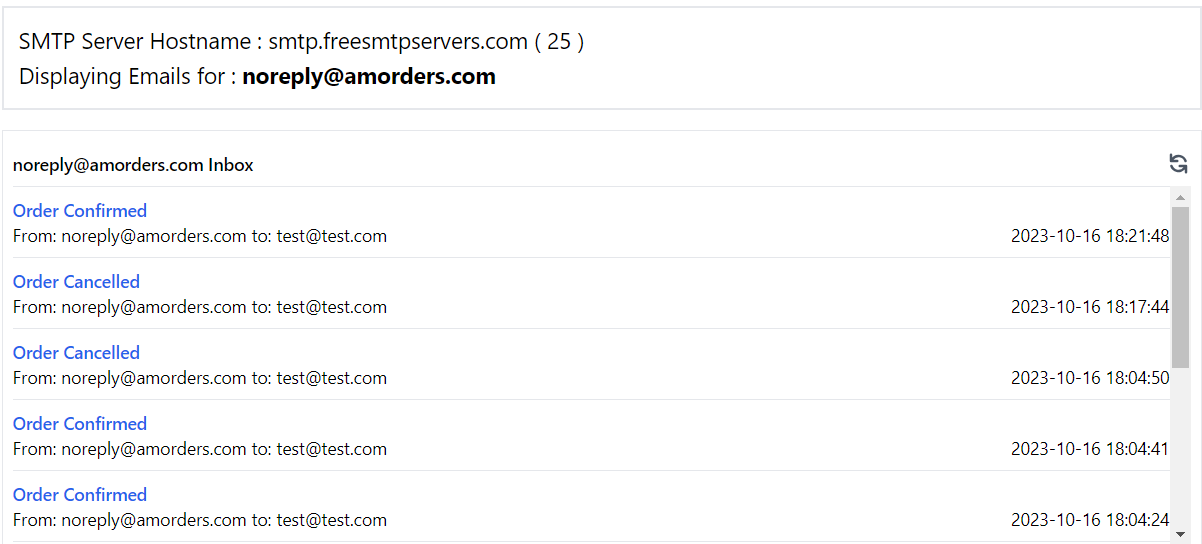 SMTP Server Hostname : smtp.freesmtpservers.com ( 25 )
Displaying Emails for : noreply@amorders.com
noreply@amorders.com Inbox
Order Confirmed
From: noreply@amorders.com to: test@test.com 2023-10-16 18:21:48
Order Cancelled
From: noreply@amorders.com to: test@test.com 2023-10-16 18:17:44
Order Cancelled
From: noreply@amorders.com to: test@test.com 2023-10-16 18:04:50
Order Confirmed
From: noreply@amorders.com to: test@test.com 2023-10-16 18:04:41
Order Confirmed
From: noreply@amorders.com to: test@test.com 2023-10-16 18:04:24